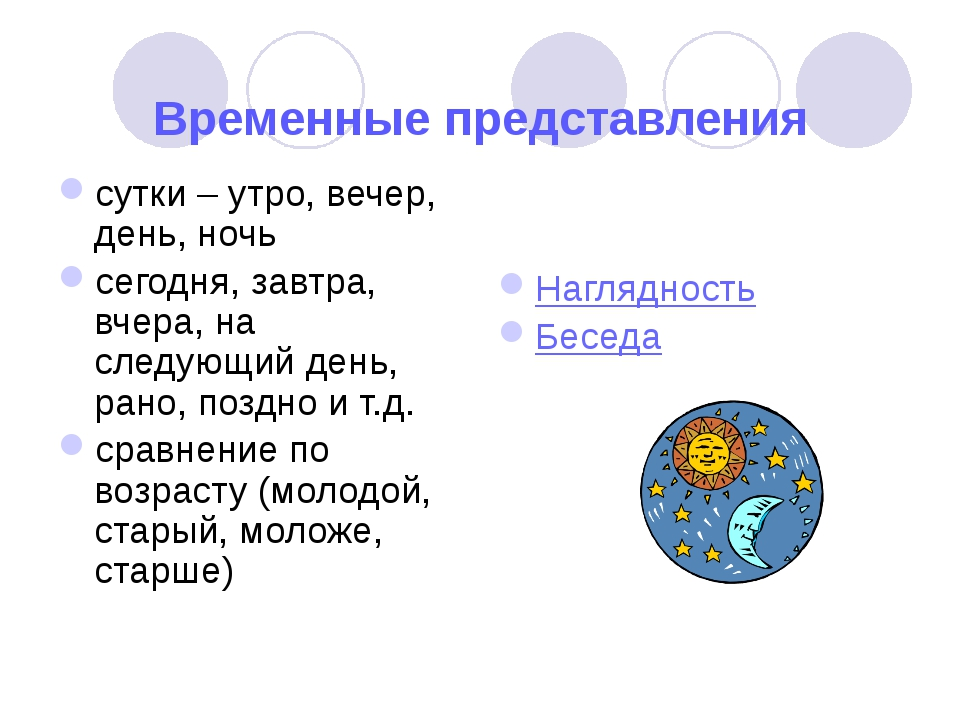 Временные представления
сутки – утро, вечер,
день, ночь
сегодня, завтра,
вчера, на
следующий день,
рано, поздно и т.д.
сравнение по
возрасту (молодой,
старый, моложе,
старше)
Наглядность
Беседа